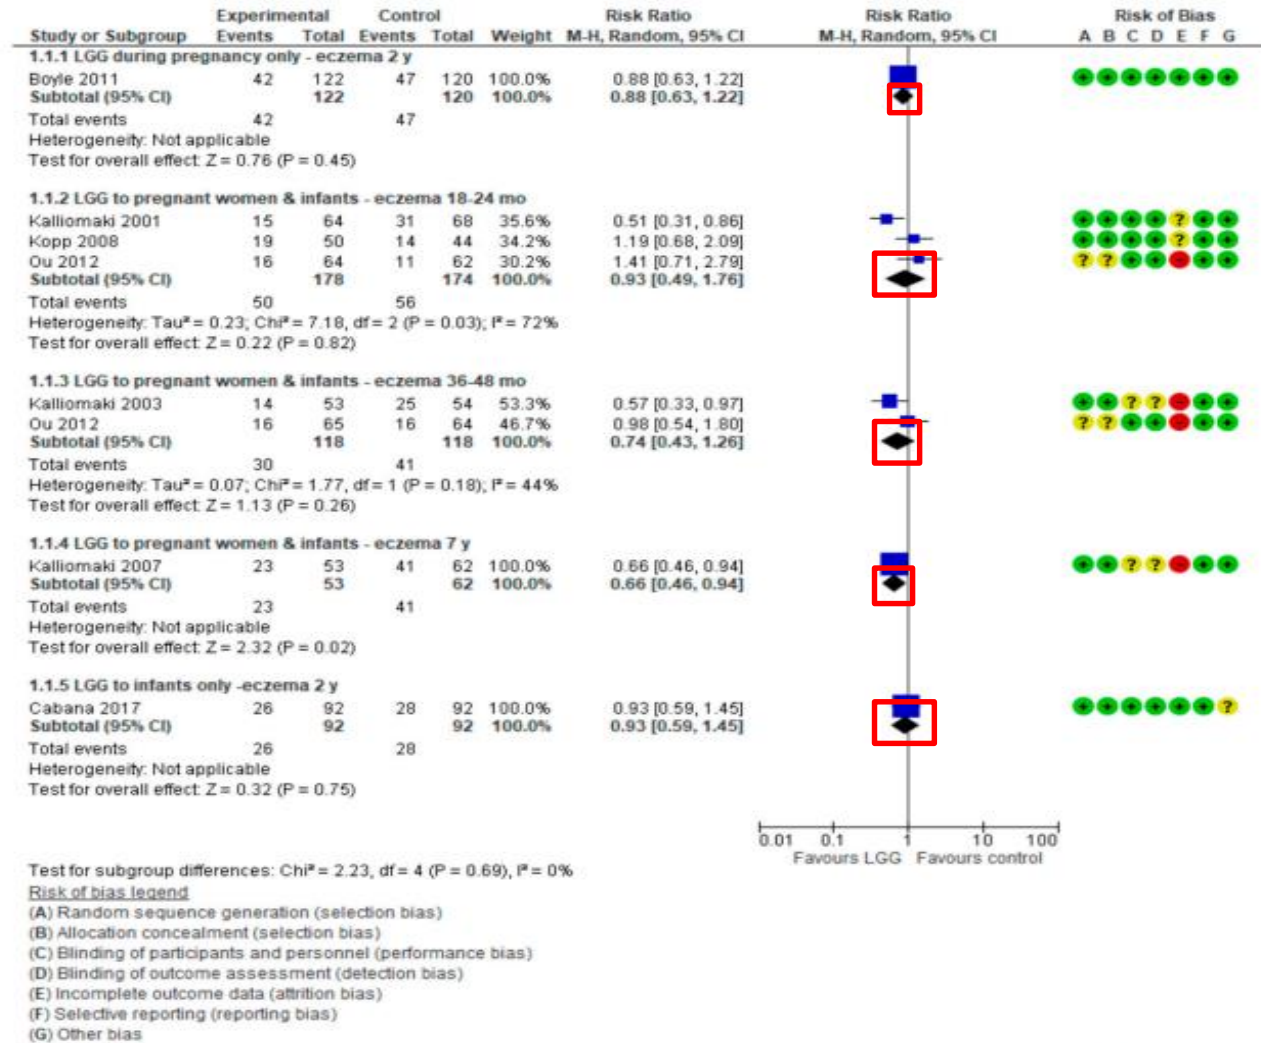 Experimental Control Risk Ratio Risk Ratio Risk of Bias
Study or Subgroup Events Total Events Total Weight M-H, Random, 95% CI M-H, Random, 95% CI A B C D E F G
1.1.1 LGG during pregnancy only - eczema 2 y
Boyle 2011 42 122 47 120 100.0% 0.88 [0.63, 1.22]
Subtotal (95% CI) 122 120 100.0% 0.88 [0.63, 1.22]
Total events 42 47
Heterogeneity: Not applicable
Test for overall effect: Z = 0.76 (P = 0.45)
1.1.2 LGG to pregnant women & infants - eczema 18-24 mo
Kalliomaki 2001 15 64 31 68 35.6% 0.51 [0.31, 0.86] ?
Kopp 2008 19 50 14 44 34.2% 1.19 [0.68, 2.09] ?
Ou 2012 16 64 11 62 30.2% 1.41 [0.71, 2.79] ? ?
Subtotal (95% CI) 178 174 100.0% 0.93 [0.49, 1.76]
Total events 50 56
Heterogeneity: Tau² = 0.23; Chi² = 7.18, df = 2 (P = 0.03); I² = 72%
Test for overall effect: Z = 0.22 (P = 0.82)
1.1.3 LGG to pregnant women & infants - eczema 36-48 mo
Kalliomaki 2003 14 53 25 54 53.3% 0.57 [0.33, 0.97] ? ?
Ou 2012 16 65 16 64 46.7% 0.98 [0.54, 1.80] ? ?
Subtotal (95% CI) 118 118 100.0% 0.74 [0.43, 1.26]
Total events 30 41
Heterogeneity: Tau² = 0.07; Chi² = 1.77, df = 1 (P = 0.18); I² = 44%
Test for overall effect: Z = 1.13 (P = 0.26)
1.1.4 LGG to pregnant women & infants - eczema 7 y
Kalliomaki 2007 23 53 41 62 100.0% 0.66 [0.46, 0.94] ? ?
Subtotal (95% CI) 53 62 100.0% 0.66 [0.46, 0.94]
Total events 23 41
Heterogeneity: Not applicable
Test for overall effect: Z = 2.32 (P = 0.02)
1.1.5 LGG to infants only -eczema 2 y
Cabana 2017 26 92 28 92 100.0% 0.93 [0.59, 1.45] ?
Subtotal (95% CI) 92 92 100.0% 0.93 [0.59, 1.45]
Total events 26 28
Heterogeneity: Not applicable
Test for overall effect: Z = 0.32 (P = 0.75)
0.01 0.1 1 10 100
Favours LGG Favours control
Test for subgroup differences: Chi² = 2.23, df = 4 (P = 0.69), I² = 0%
Risk of bias legend
(A) Random sequence generation (selection bias)
(B) Allocation concealment (selection bias)
(C) Blinding of participants and personnel (performance bias)
(D) Blinding of outcome assessment (detection bias)
(E) Incomplete outcome data (attrition bias)
(F) Selective reporting (reporting bias)
(G) Other bias